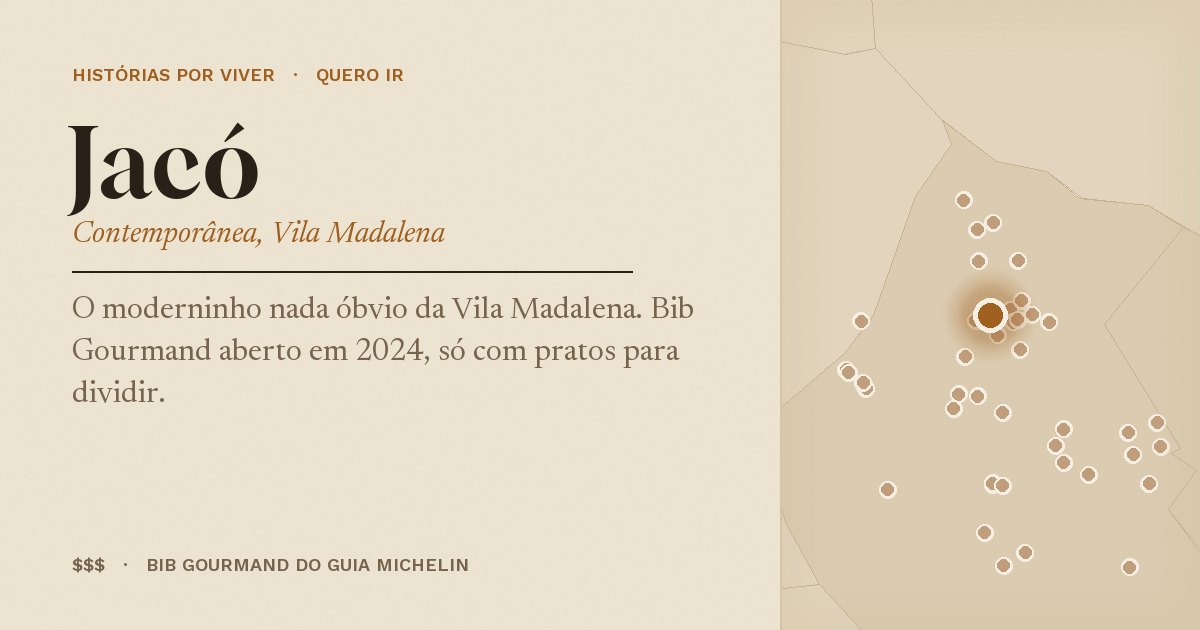 HISTÓRIAS POR VIVER · QUERO IR
Jacó
Contemporânea, Vila Madalena
O moderninho nada óbvio da Vila Madalena. Bib
Gourmand aberto em 2024, só com pratos para
dividir.
$$$ · BIB GOURMAND DO GUIA MICHELIN